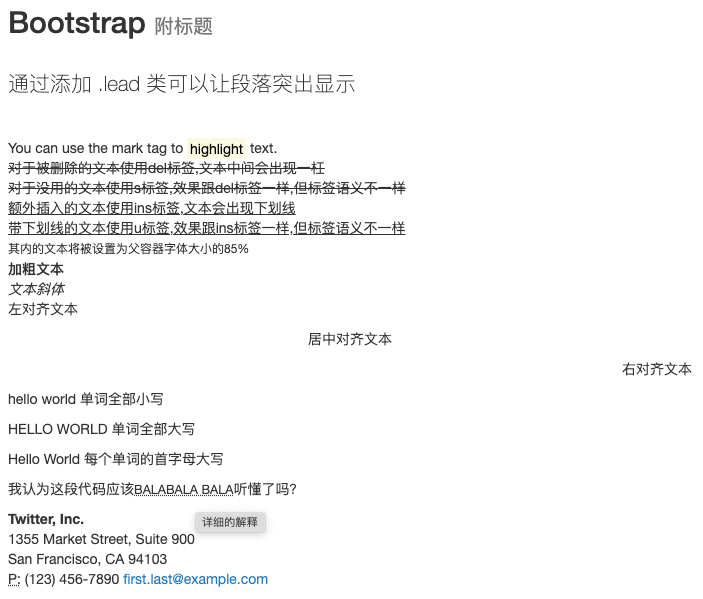 Bootstrap 附标题
通过添加 .lead 类可以让段落突出显示
You can use the mark tag to highlight text.
对于被删除的文本使用del标签,文本中间会出现一枉
对于没用的文本使用s标签,效果跟del标签一样,但标签语义不一样
额外插入的文本使用ins标签,文本会出现下划线
带下划线的文本使用u标签,效果跟ins标签一样,但标签语义不一样
其内的文本将被设置为父容器字体大小的85%
加粗文本
文本斜体
左对齐文本
居中对齐文本
右对齐文本
hello world 单词全部小写
HELLO WORLD 单词全部大写
Hello World 每个单词的首字母大写
我认为这段代码应该BALABALA BALA听懂了吗?
Twitter, Inc.
详细的解释
1355 Market Street, Suite 900
San Francisco, CA 94103
P: (123) 456-7890 first.last@example.com